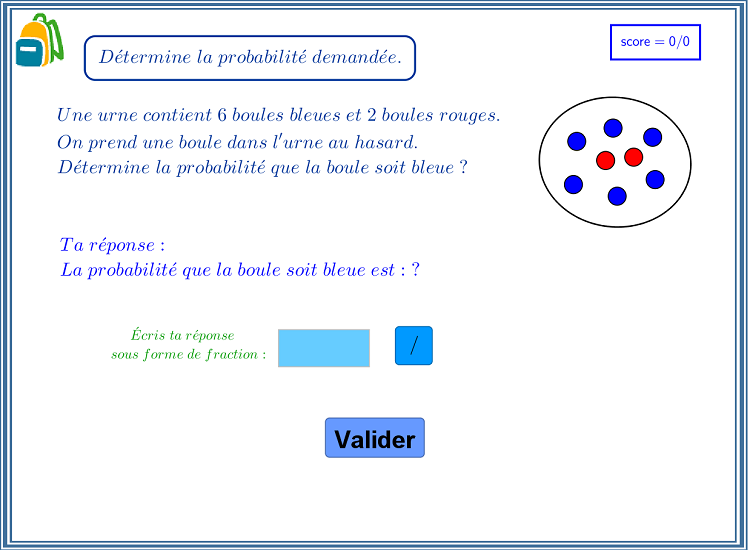 Détermine la probabilité demandée.
score = 0/0
Une urne contient 6 boules bleues et 2 boules rouges.
On prend une boule dans l'urne au hasard.
Détermine la probabilité que la boule soit bleue ?
Ta réponse :
La probabilité que la boule soit bleue est : ?
Écris ta réponse
sous forme de fraction :
/
Valider